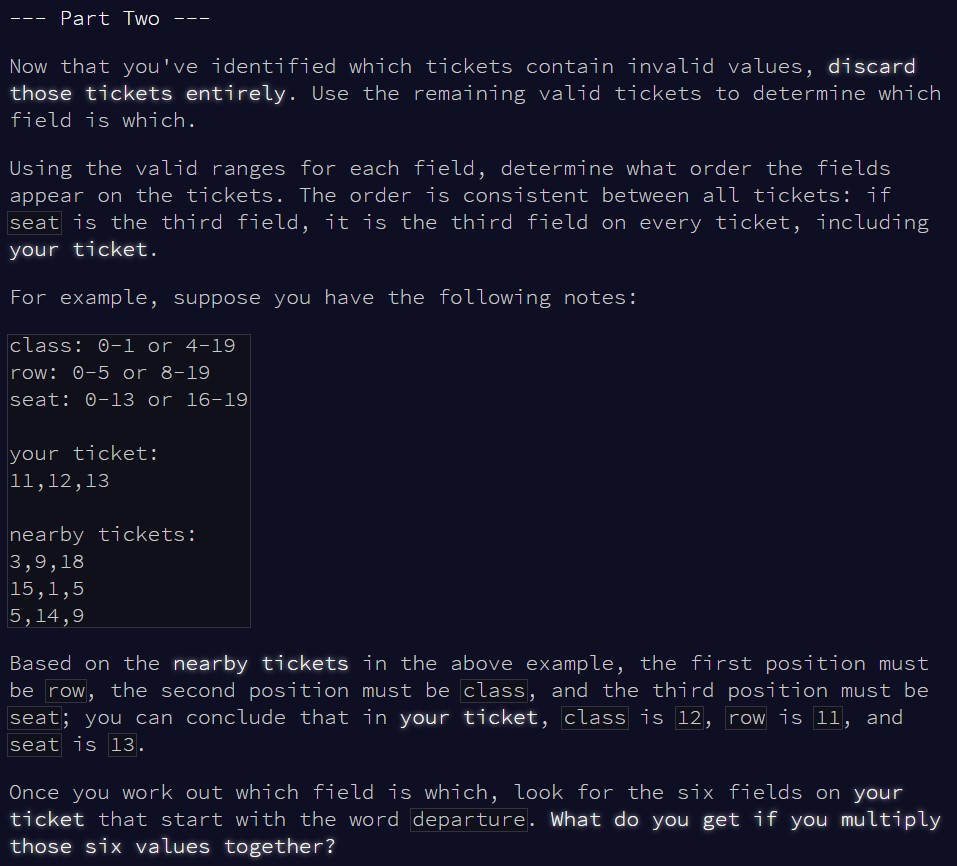 --- Part Two ---
Now that you've identified which tickets contain invalid values, discard
those tickets entirely. Use the remaining valid tickets to determine which
field is which.
Using the valid ranges for each field, determine what order the fields
appear on the tickets. The order is consistent between all tickets: if
seat is the third field, it is the third field on every ticket, including
your ticket.
For example, suppose you have the following notes:
class: 0-1 or 4-19
row: 0-5 or 8-19
seat: 0-13 or 16-19
your ticket:
11,12,13
nearby tickets:
3,9,18
15,1,5
5,14,9
Based on the nearby tickets in the above example, the first position must
be row, the second position must be class, and the third position must be
seat; you can conclude that in your ticket, class is 12, row is 11, and
seat is 13.
Once you work out which field is which, look for the six fields on your
ticket that start with the word departure. What do you get if you multiply
those six values together?